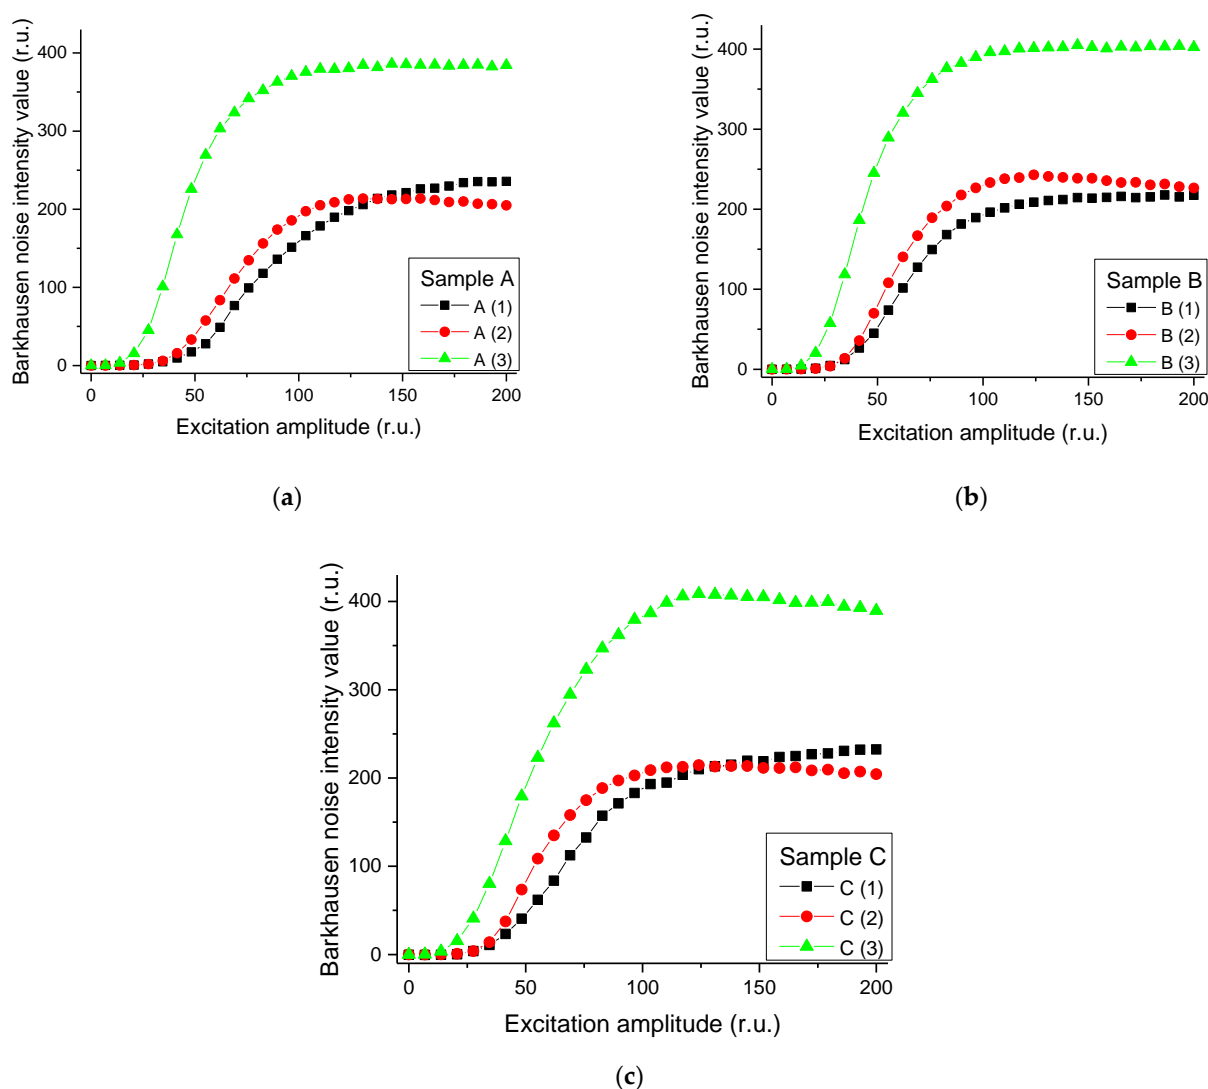 Barkhausen noise intensity value (r.u.)
400
300
200
100
0
0
50
100
150
200
Excitation amplitude (r.u.)
Sample A
A (1)
A (2)
A (3)
(a)
Barkhausen noise intensity value (r.u.)
400
300
200
100
0
0
50
100
150
200
Excitation amplitude (r.u.)
Sample B
B (1)
B (2)
B (3)
(b)
Barkhausen noise intensity value (r.u.)
400
300
200
100
0
0
50
100
150
200
Excitation amplitude (r.u.)
Sample C
C (1)
C (2)
C (3)
(c)